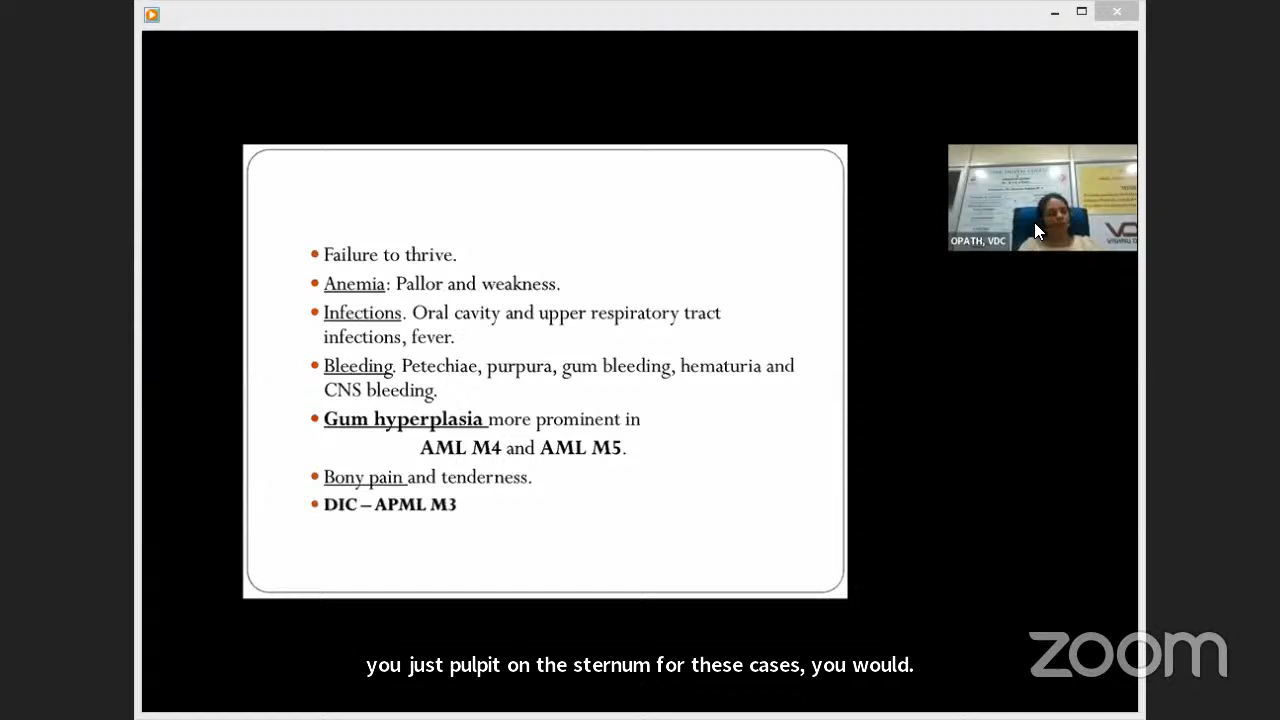 • Failure to thrive.
• Anemia: Pallor and weakness.
• Infections. Oral cavity and upper respiratory tract
infections, fever.
• Bleeding. Petechiae, purpura, gum bleeding, hematuria and
CNS bleeding.
• Gum hyperplasia more prominent in
AML M4 and AML M5.
• Bony pain and tenderness.
• DIC – APML M3
OPATH, VDC
you just pulpit on the sternum for these cases, you would.
zoom